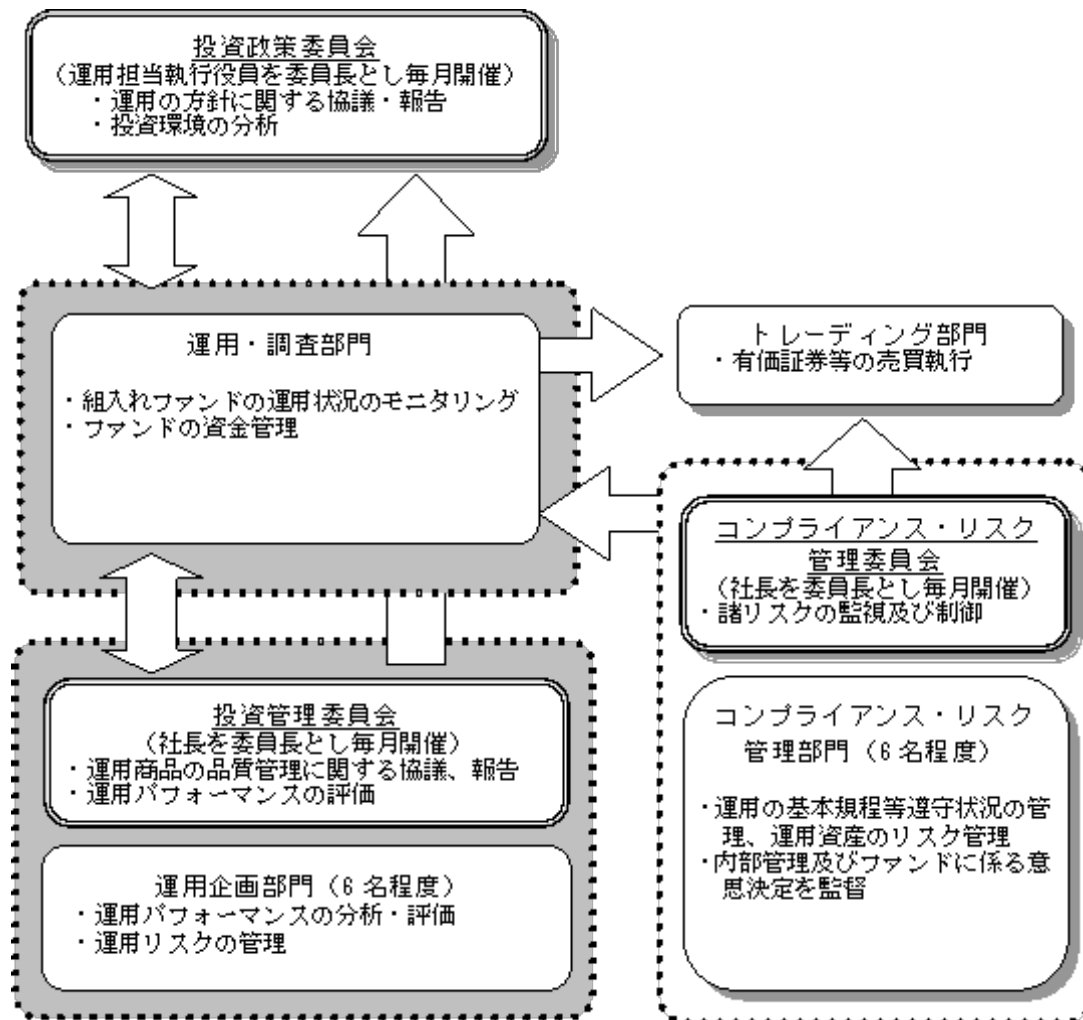 投資政策委員会
(運用担当執行役員を委員長とし毎月開催)
・運用の方針に関する協議・報告
・投資環境の分析
運用・調査部門
・組入れファンドの運用状況のモニタリング
・ファンドの資金管理
トレーディング部門
・有価証券等の売買執行
コンプライアンス・リスク
管理委員会
(社長を委員長とし毎月開催)
・諸リスクの監視及び制御
投資管理委員会
(社長を委員長とし毎月開催)
・運用商品の品質管理に関する協議、報告
・運用パフォーマンスの評価
運用企画部門(6名程度)
・運用パフォーマンスの分析・評価
・運用リスクの管理
コンプライアンス・リスク
管理部門(6名程度)
・運用の基本規程等遵守状況の管
理、運用資産のリスク管理
・内部管理及びファンドに係る意
思決定を監督